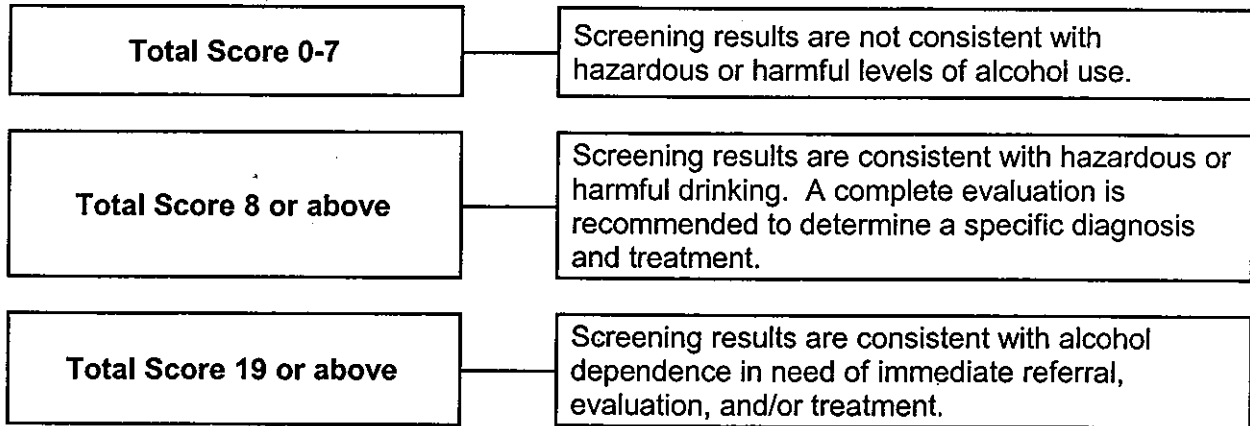 Total Score 0-7
Screening results are not consistent with
hazardous or harmful levels of alcohol use.
Total Score 8 or above
Screening results are consistent with hazardous or
harmful drinking.  A complete evaluation is
recommended to determine a specific diagnosis
and treatment.
Total Score 19 or above
Screening results are consistent with alcohol
dependence in need of immediate referral,
evaluation, and/or treatment.